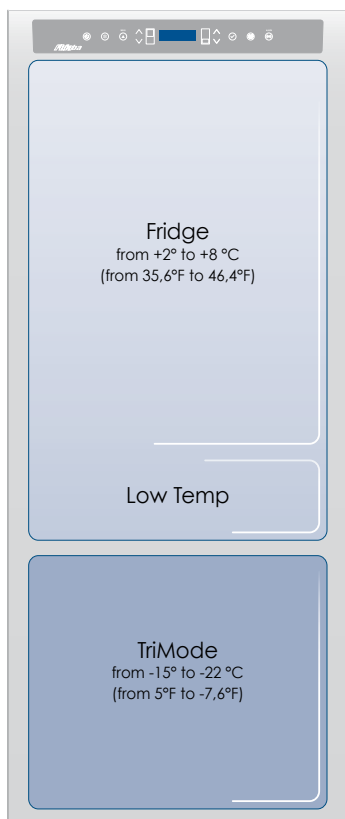 Fridge
from +2° to +8 °C
(from 35,6°F to 46,4°F)
Low Temp
TriMode
from -15° to -22 °C
(from 5°F to -7,6°F)